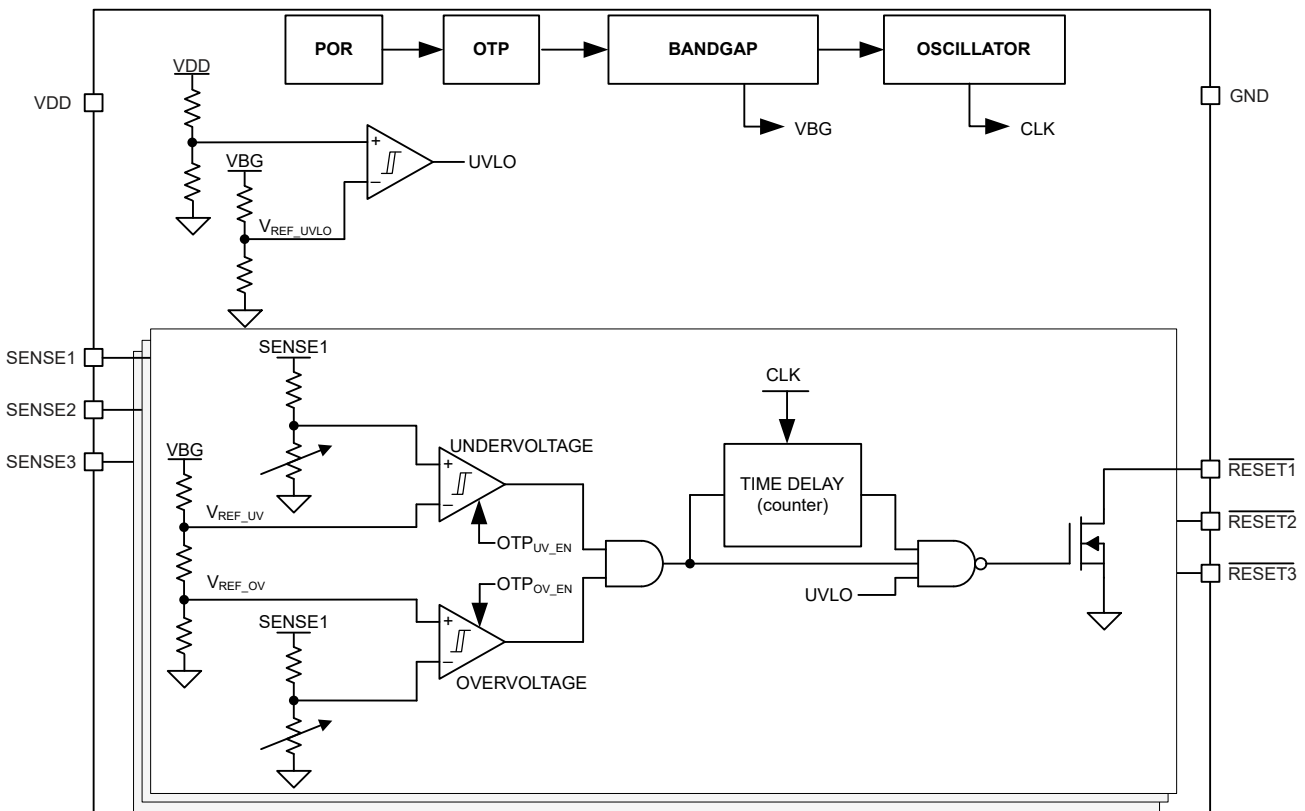 POR
OTP
BANDGAP
OSCILLATOR
VDD
VDD
GND
VBG
CLK
+
−
UVLO
VBG
VREF_UVLO
SENSE1
SENSE2
SENSE3
SENSE1
CLK
VBG
UNDERVOLTAGE
+
−
TIME DELAY
(counter)
RESET1
VREF_UV
RESET2
OTPUV_EN
RESET3
VREF_OV
OTPOV_EN
UVLO
SENSE1
+
−
OVERVOLTAGE